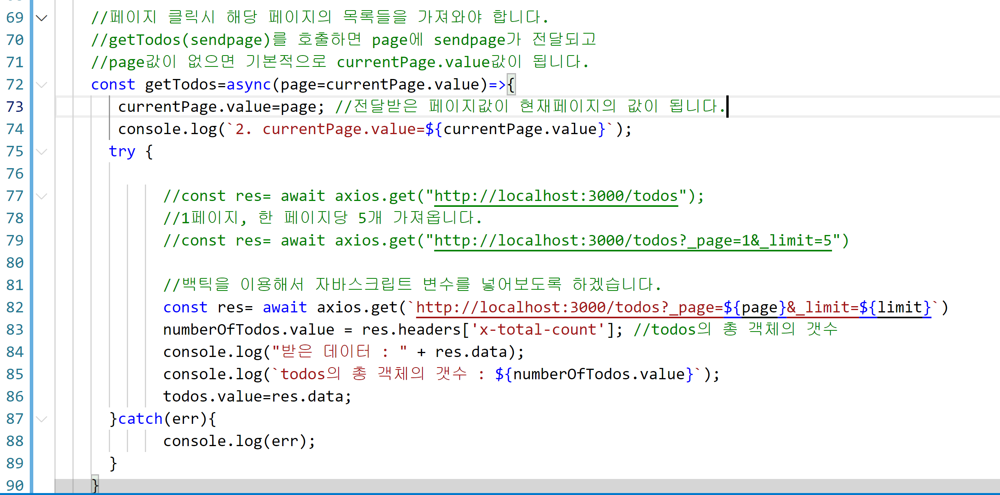 69 //페이지 클릭시 해당 페이지의 목록들을 가져와야 합니다.
70 //getTodos(sendpage)를 호출하면 page에 sendpage가 전달되고
71 //page값이 없으면 기본적으로 currentPage.value값이 됩니다.
72 const getTodos=async(page=currentPage.value)=>{
73 currentPage.value=page; //전달받은 페이지값이 현재페이지의 값이 됩니다.
74 console.log(`2. currentPage.value=${currentPage.value}`);
75 try {
76
77 //const res= await axios.get("http://localhost:3000/todos");
78 //1페이지, 한 페이지당 5개 가져옵니다.
79 //const res= await axios.get("http://localhost:3000/todos?_page=1&_limit=5")
80
81 //백틱을 이용해서 자바스크립트 변수를 넣어보도록 하겠습니다.
82 const res= await axios.get(`http://localhost:3000/todos?_page=${page}&_limit=${limit}`)
83 numberOfTodos.value = res.headers['x-total-count']; //todos의 총 객체의 갯수
84 console.log("받은 데이터 : " + res.data);
85 console.log(`todos의 총 객체의 갯수 : ${numberOfTodos.value}`);
86 todos.value=res.data;
87 }catch(err){
88 console.log(err);
89 }
90 }